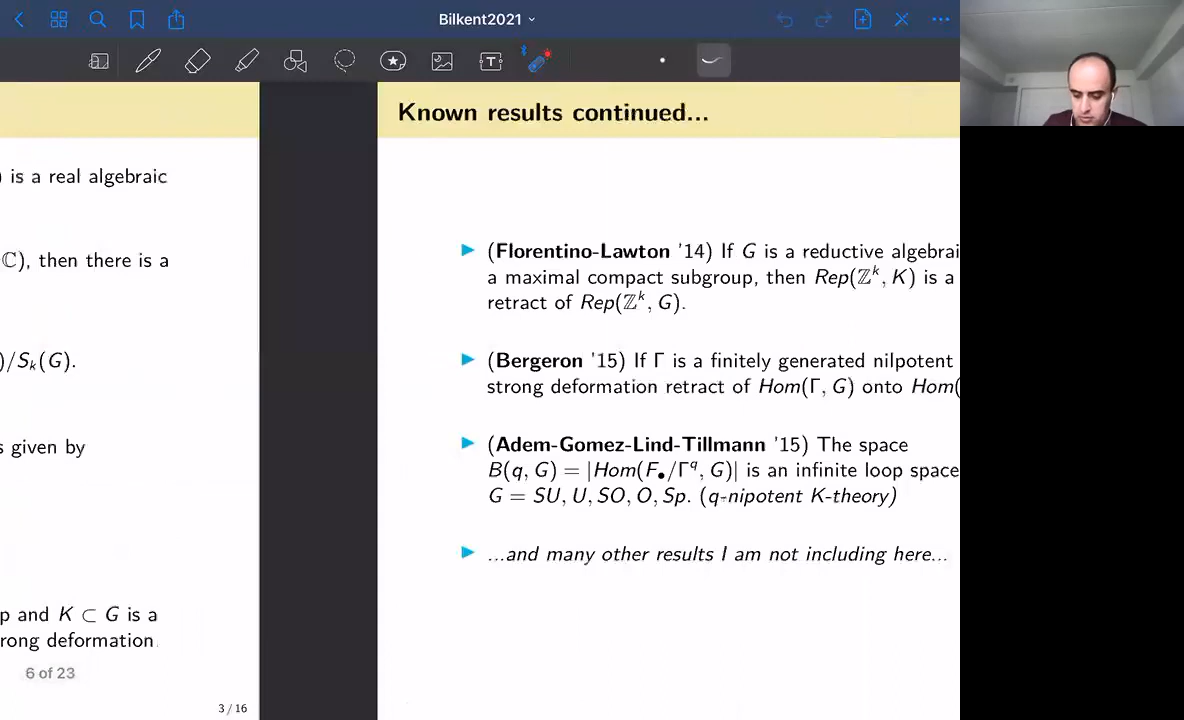 Bilkent2021
) is a real algebraic
ℂ), then there is a
)/Sₖ(G).
s given by
p and K ⊂ G is a
rong deformation
6 of 23
3 / 16
Known results continued...
(Florentino-Lawton '14) If G is a reductive algebrai
a maximal compact subgroup, then Rep(ℤᵏ, K) is a
retract of Rep(ℤᵏ, G).
(Bergeron '15) If Γ is a finitely generated nilpotent
strong deformation retract of Hom(Γ, G) onto Hom(
(Adem-Gomez-Lind-Tillmann '15) The space
B(q, G) = |Hom(F•/Γ^q, G)| is an infinite loop space
G = SU, U, SO, O, Sp. (q-nipotent K-theory)
...and many other results I am not including here...